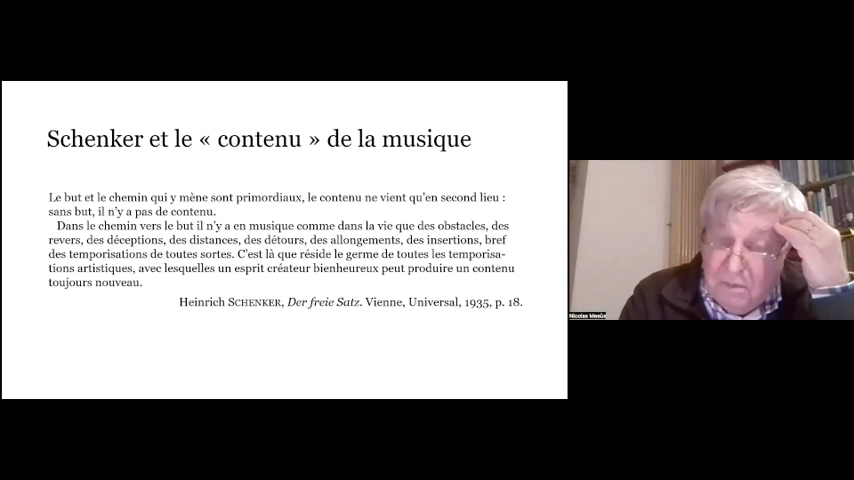 Schenker et le « contenu » de la musique
Le but et le chemin qui y mène sont primordiaux, le contenu ne vient qu’en second lieu :
sans but, il n’y a pas de contenu.
Dans le chemin vers le but il n’y a en musique comme dans la vie que des obstacles, des
revers, des déceptions, des distances, des détours, des allongements, des insertions, bref
des temporisations de toutes sortes. C’est là que réside le germe de toutes les temporisa-
tions artistiques, avec lesquelles un esprit créateur bienheureux peut produire un contenu
toujours nouveau.
Heinrich SCHENKER, Der freie Satz. Vienne, Universal, 1935, p. 18.
Nicolas Meeùs